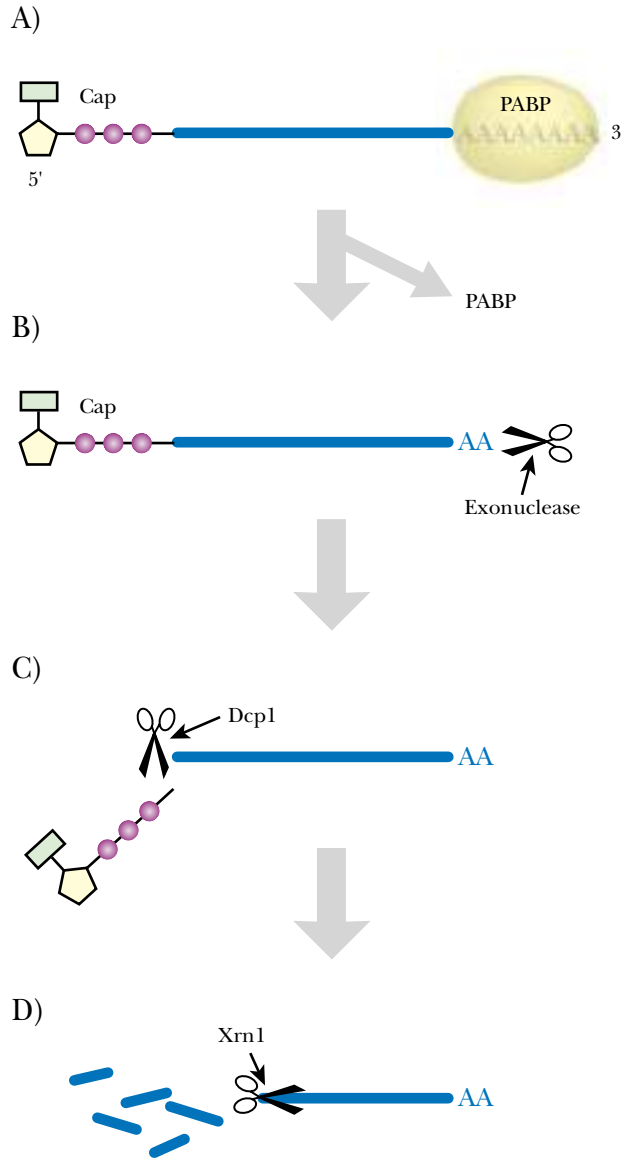 A)
Cap
PABP
AAAAAAAA 3
5'
PABP
B)
Cap
AA
Exonuclease
C)
Dcp1
AA
D)
Xrn1
AA